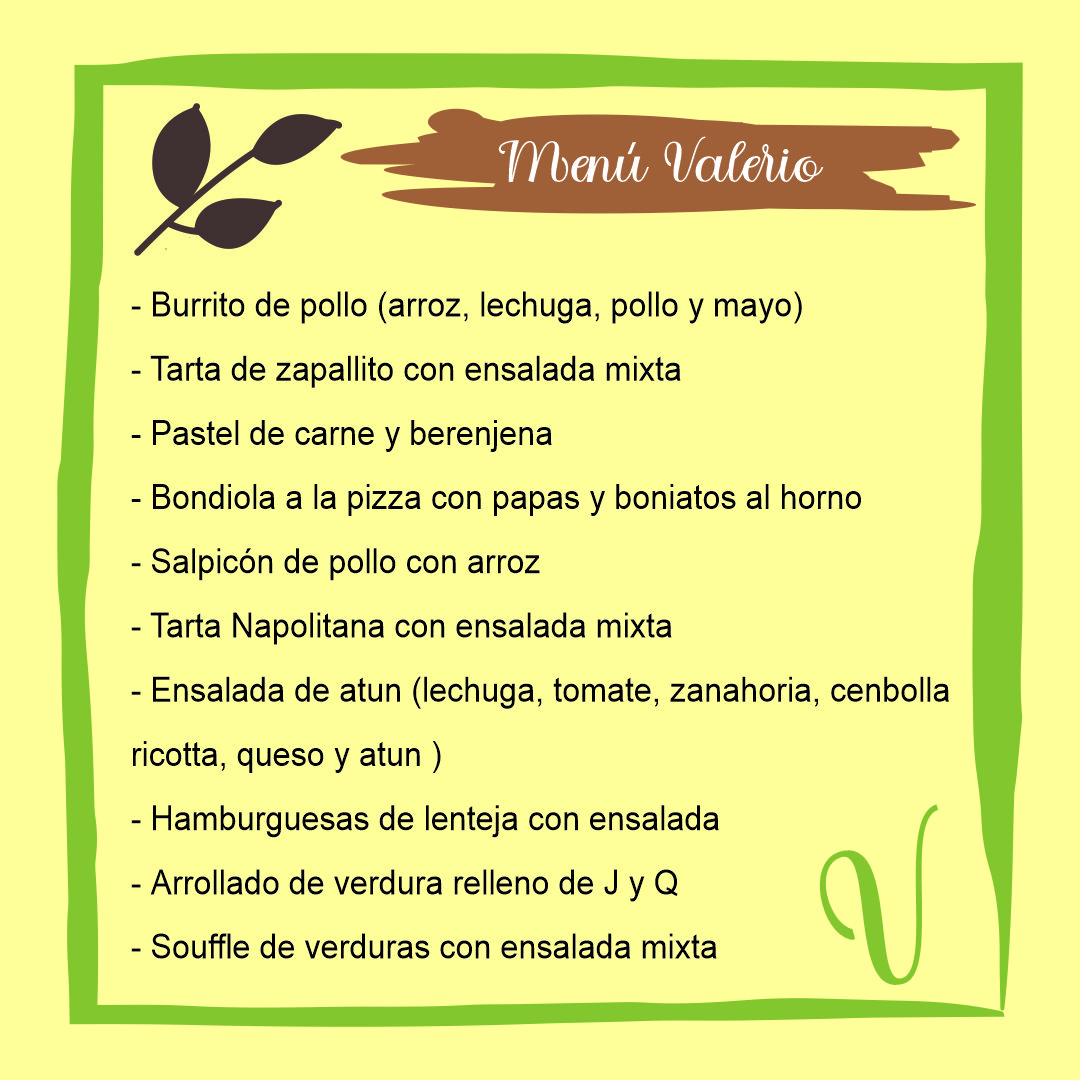 Menú Valerio
- Burrito de pollo (arroz, lechuga, pollo y mayo)
- Tarta de zapallito con ensalada mixta
- Pastel de carne y berenjena
- Bondiola a la pizza con papas y boniatos al horno
- Salpicón de pollo con arroz
- Tarta Napolitana con ensalada mixta
- Ensalada de atun (lechuga, tomate, zanahoria, cenbolla
ricotta, queso y atun )
- Hamburguesas de lenteja con ensalada
- Arrollado de verdura relleno de J y Q
- Souffle de verduras con ensalada mixta
V